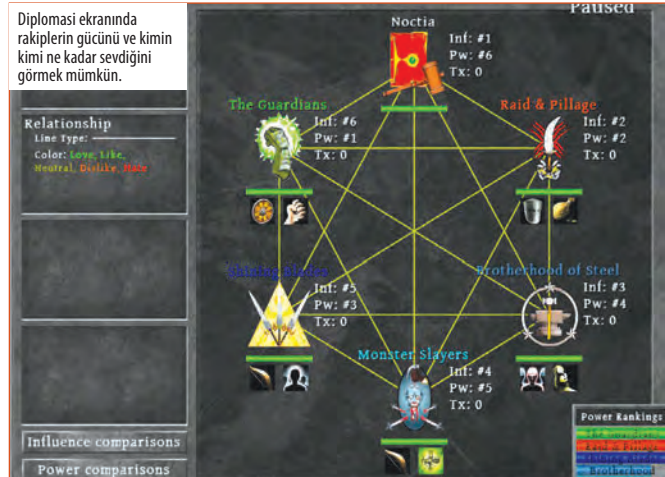 Diplomasi ekranında
rakiplerin gücünü ve kimin
kimi ne kadar sevdiğini
görmek mümkün.
Paused
Noctia
Inf: #1
Pw: #6
Tx: 0
The Guardians
Inf: #6
Pw: #1
Tx: 0
Raid & Pillage
Inf: #2
Pw: #2
Tx: 0
Relationship
Line Type:
Color: Love, Like,
Neutral, Dislike, Hate
Shining Blades
Inf: #5
Pw: #3
Tx: 0
Brotherhood of Steel
Inf: #3
Pw: #4
Tx: 0
Monster Slayers
Inf: #4
Pw: #5
Tx: 0
Influence comparisons
Power comparisons
Power Rankings
The Guardians
Raid & Pillage
Shining Blades
Brotherhood